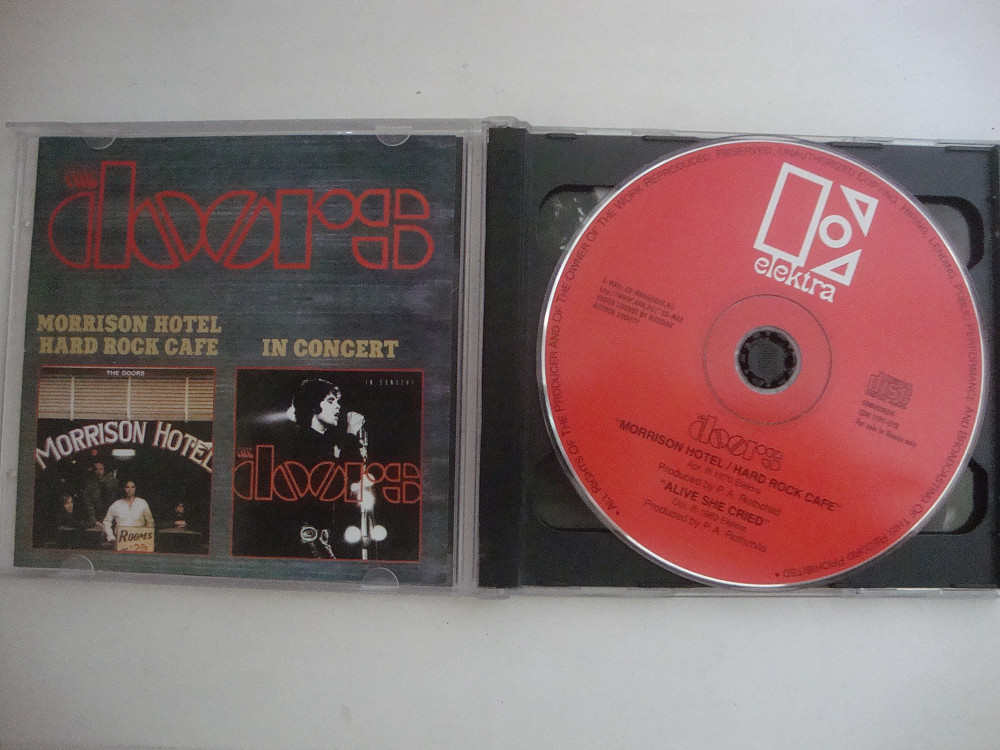 THE
doors
MORRISON HOTEL
HARD ROCK CAFE
IN CONCERT
THE DOORS
MORRISON HOTEL
ROOMS
IN CONCERT
THE
doors
elektra
the
doors
"MORRISON HOTEL / HARD ROCK CAFE"
Produced by P. A. Rothchild
"ALIVE SHE CRIED"
Produced by P. A. Rothchild
• ALL RIGHTS OF THE PRODUCER AND OF THE OWNER OF THE WORK REPRODUCED RESERVED. UNAUTHORIZED COPYING, HIRING, LENDING, PUBLIC PERFORMANCE AND BROADCASTING OF THIS RECORD PROHIBITED •